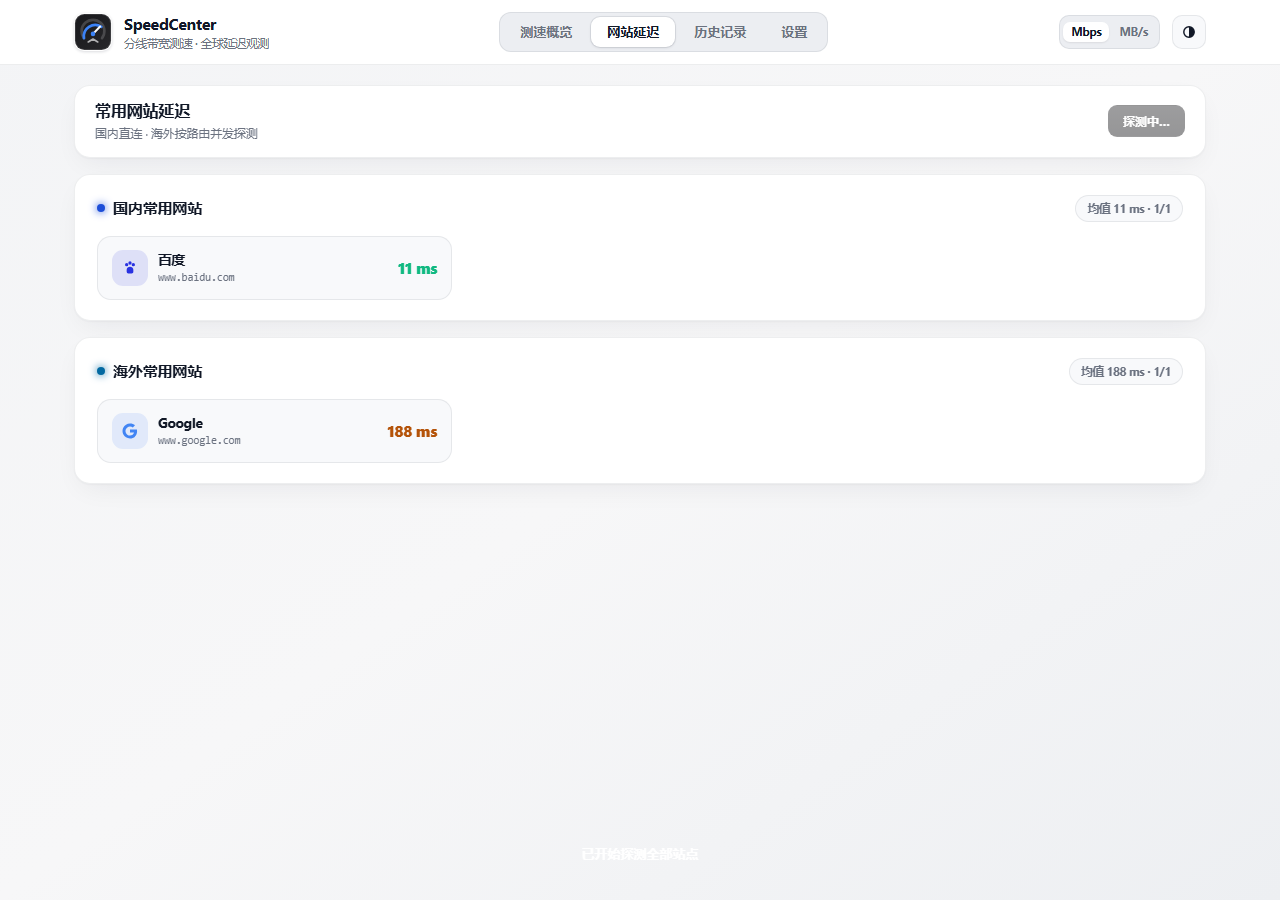 SpeedCenter
分线带宽测速 · 全球延迟观测
测速概览
网站延迟
历史记录
设置
Mbps
MB/s
常用网站延迟
国内直连 · 海外按路由并发探测
探测中...
国内常用网站
均值 11 ms · 1/1
百度
www.baidu.com
11 ms
海外常用网站
均值 188 ms · 1/1
Google
www.google.com
188 ms
已开始探测全部站点